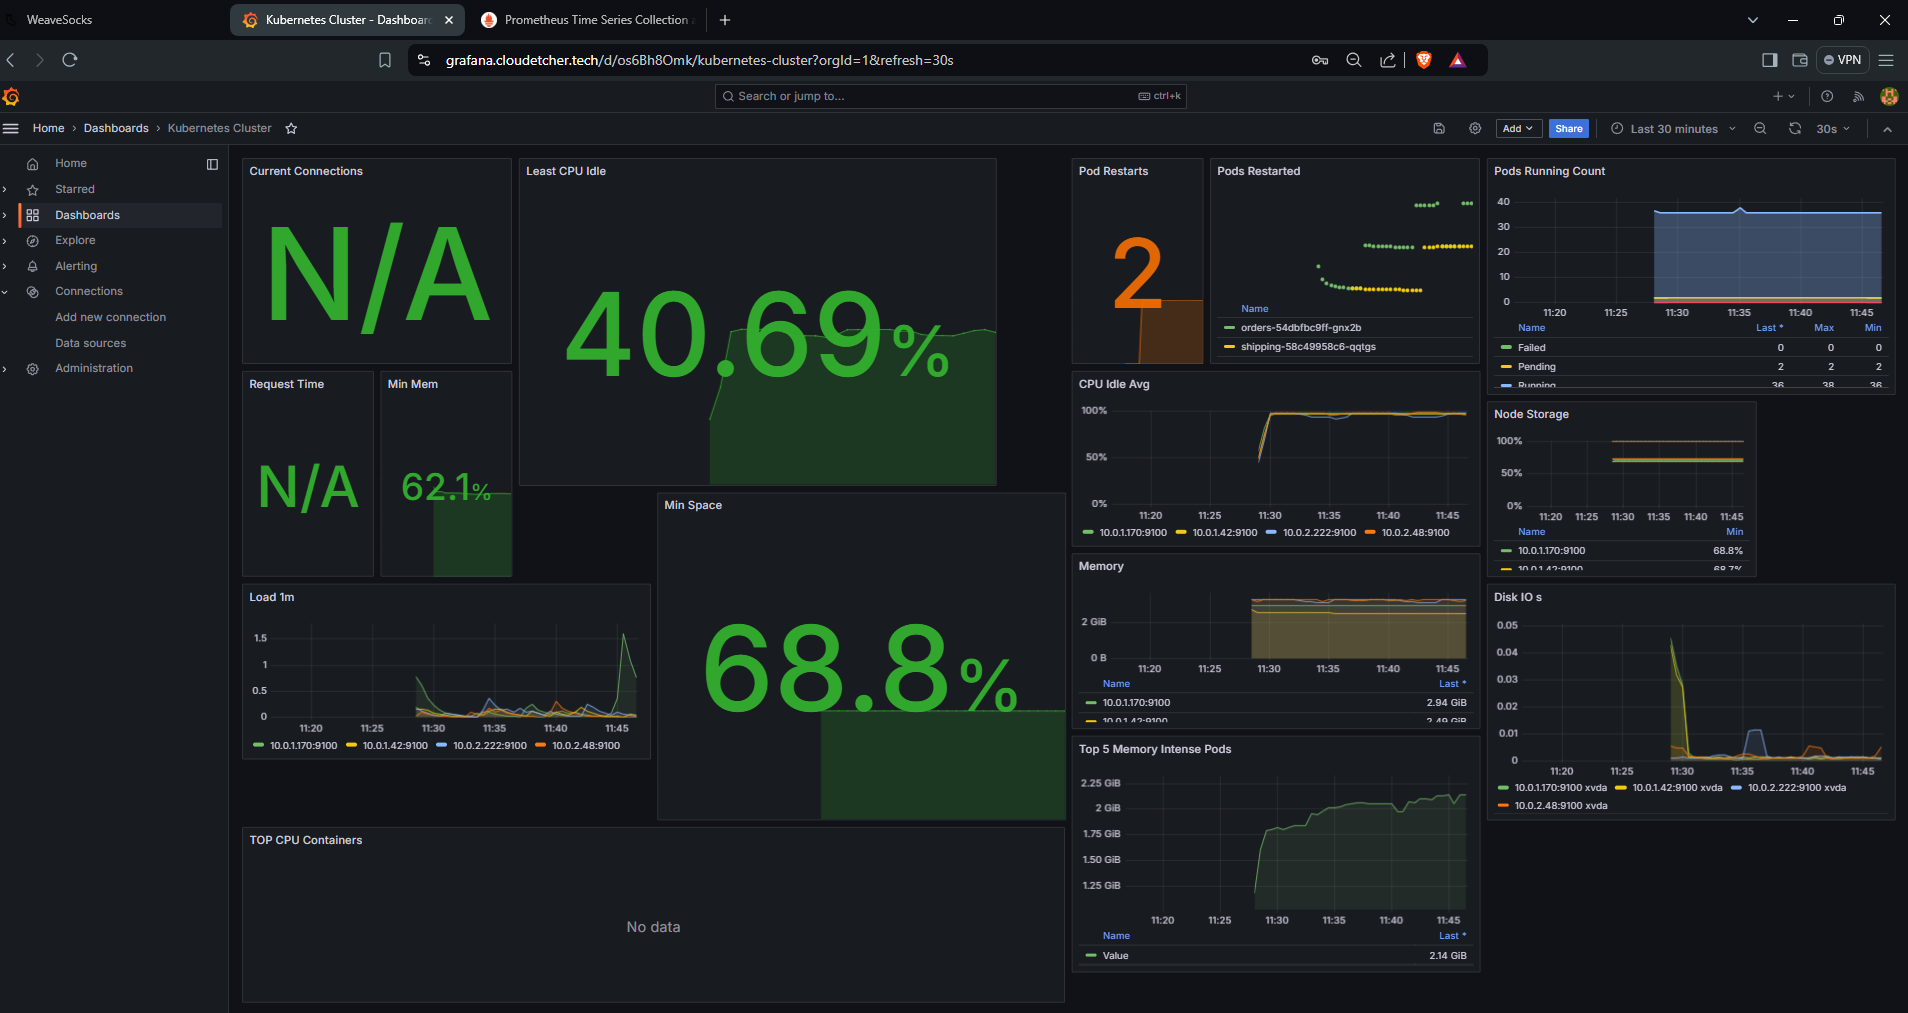 WeaveSocks
Kubernetes Cluster - Dashboar
Prometheus Time Series Collection
grafana.cloudetcher.tech/d/os6Bh8Omk/kubernetes-cluster?orgId=1&refresh=30s
VPN
Search or jump to...
ctrl+k
Home › Dashboards › Kubernetes Cluster
Add
Share
Last 30 minutes
30s
Home
Starred
Dashboards
Explore
Alerting
Connections
Add new connection
Data sources
Administration
Current Connections
N/A
Least CPU Idle
40.69%
Pod Restarts
2
Pods Restarted
Name
orders-54dbfbc9ff-gnx2b
shipping-58c49958c6-qqtgs
Pods Running Count
40
30
20
10
0
11:20 11:25 11:30 11:35 11:40 11:45
Name Last * Max Min
Failed 0 0 0
Pending 2 2 2
Running 36 38 36
Request Time
N/A
Min Mem
62.1%
CPU Idle Avg
100%
50%
0%
11:20 11:25 11:30 11:35 11:40 11:45
10.0.1.170:9100 10.0.1.42:9100 10.0.2.222:9100 10.0.2.48:9100
Node Storage
100%
50%
0%
11:20 11:25 11:30 11:35 11:40 11:45
Name Min
10.0.1.170:9100 68.8%
10.0.1.42:9100 68.7%
Min Space
68.8%
Load 1m
1.5
1
0.5
0
11:20 11:25 11:30 11:35 11:40 11:45
10.0.1.170:9100 10.0.1.42:9100 10.0.2.222:9100 10.0.2.48:9100
Memory
2 GiB
0 B
11:20 11:25 11:30 11:35 11:40 11:45
Name Last *
10.0.1.170:9100 2.94 GiB
10.0.1.42:9100 2.49 GiB
Disk IO s
0.05
0.04
0.03
0.02
0.01
0
11:20 11:25 11:30 11:35 11:40 11:45
10.0.1.170:9100 xvda 10.0.1.42:9100 xvda 10.0.2.222:9100 xvda
10.0.2.48:9100 xvda
Top 5 Memory Intense Pods
2.25 GiB
2 GiB
1.75 GiB
1.50 GiB
1.25 GiB
11:20 11:25 11:30 11:35 11:40 11:45
Name Last *
Value 2.14 GiB
TOP CPU Containers
No data